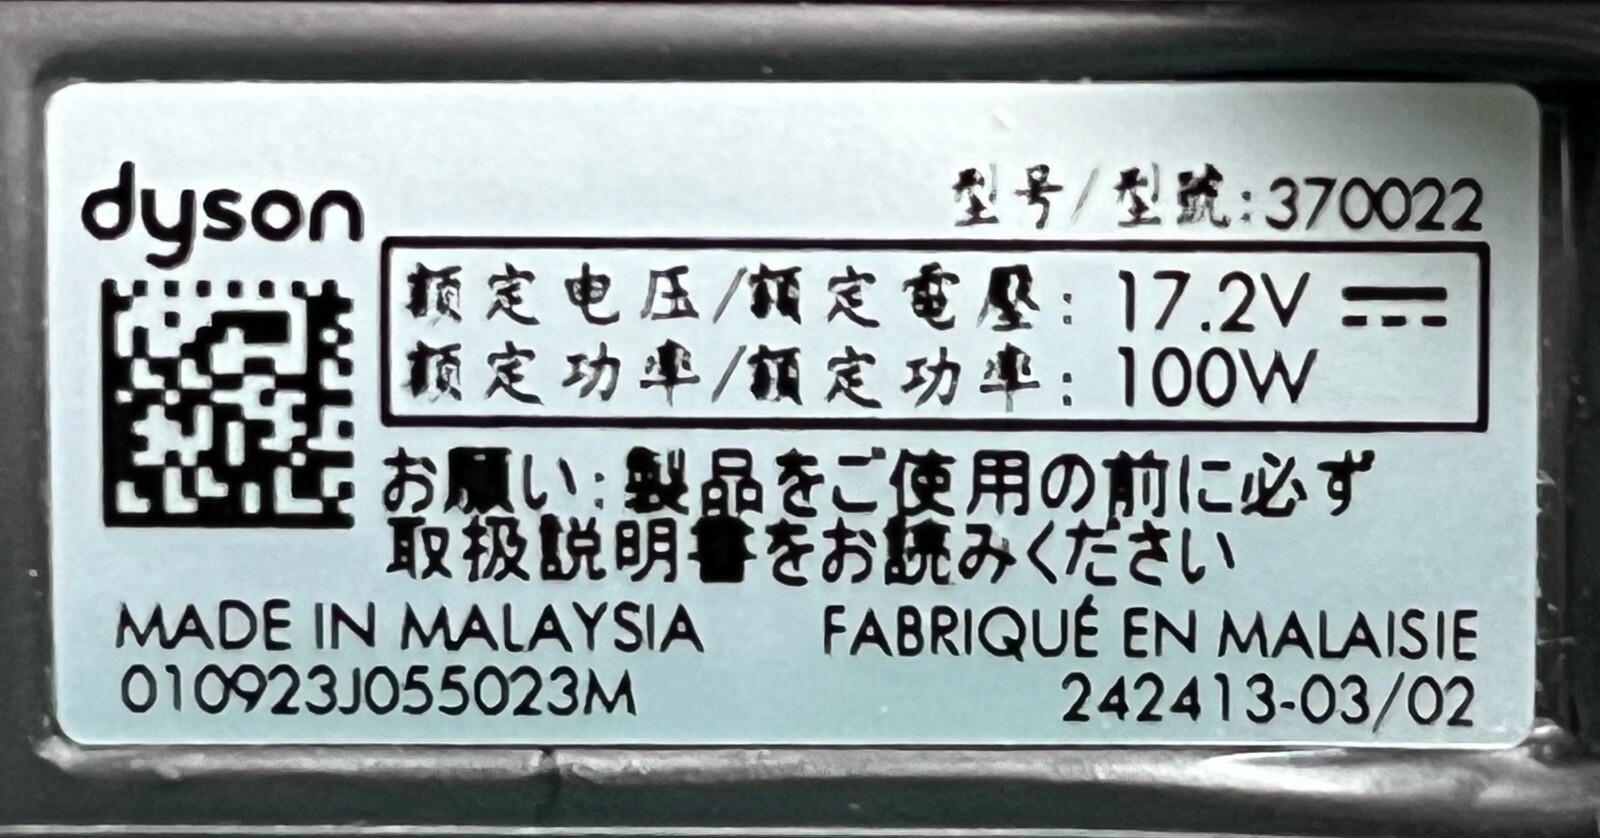 dyson
型号/型號:370022
额定电压/額定電壓: 17.2V
额定功率/額定功率: 100W
お願い:製品をご使用の前に必ず
取扱説明書をお読みください
MADE IN MALAYSIA
FABRIQUÉ EN MALAISIE
010923J055023M
242413-03/02